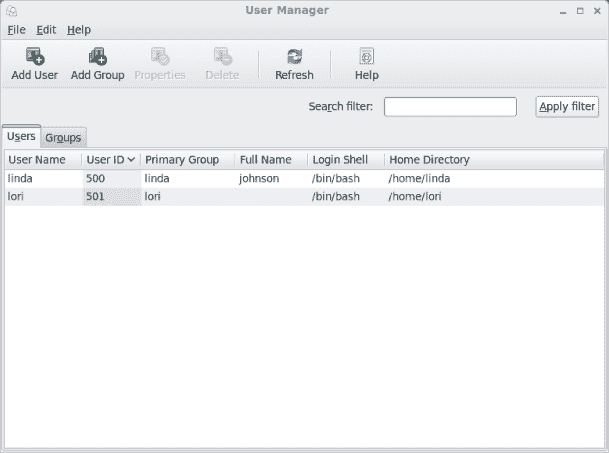 User Manager
File Edit Help
Add User Add Group Properties Delete Refresh Help
Search filter: Apply filter
Users Groups
User Name User ID Primary Group Full Name Login Shell Home Directory
linda 500 linda johnson /bin/bash /home/linda
lori 501 lori /bin/bash /home/lori